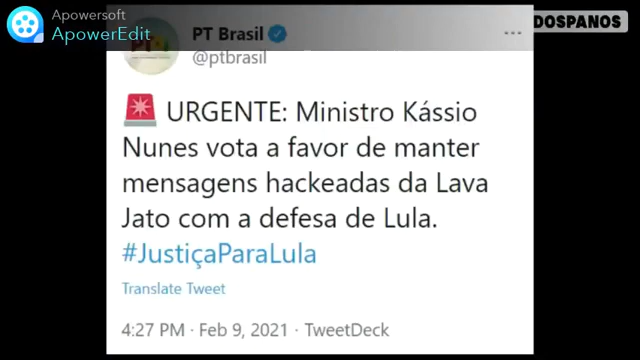 Apowersoft
ApowerEdit
PT Brasil
@ptbrasil
DOSPANOS
🚨 URGENTE: Ministro Kássio
Nunes vota a favor de manter
mensagens hackeadas da Lava
Jato com a defesa de Lula.
#JustiçaParaLula
Translate Tweet
4:27 PM · Feb 9, 2021 · TweetDeck